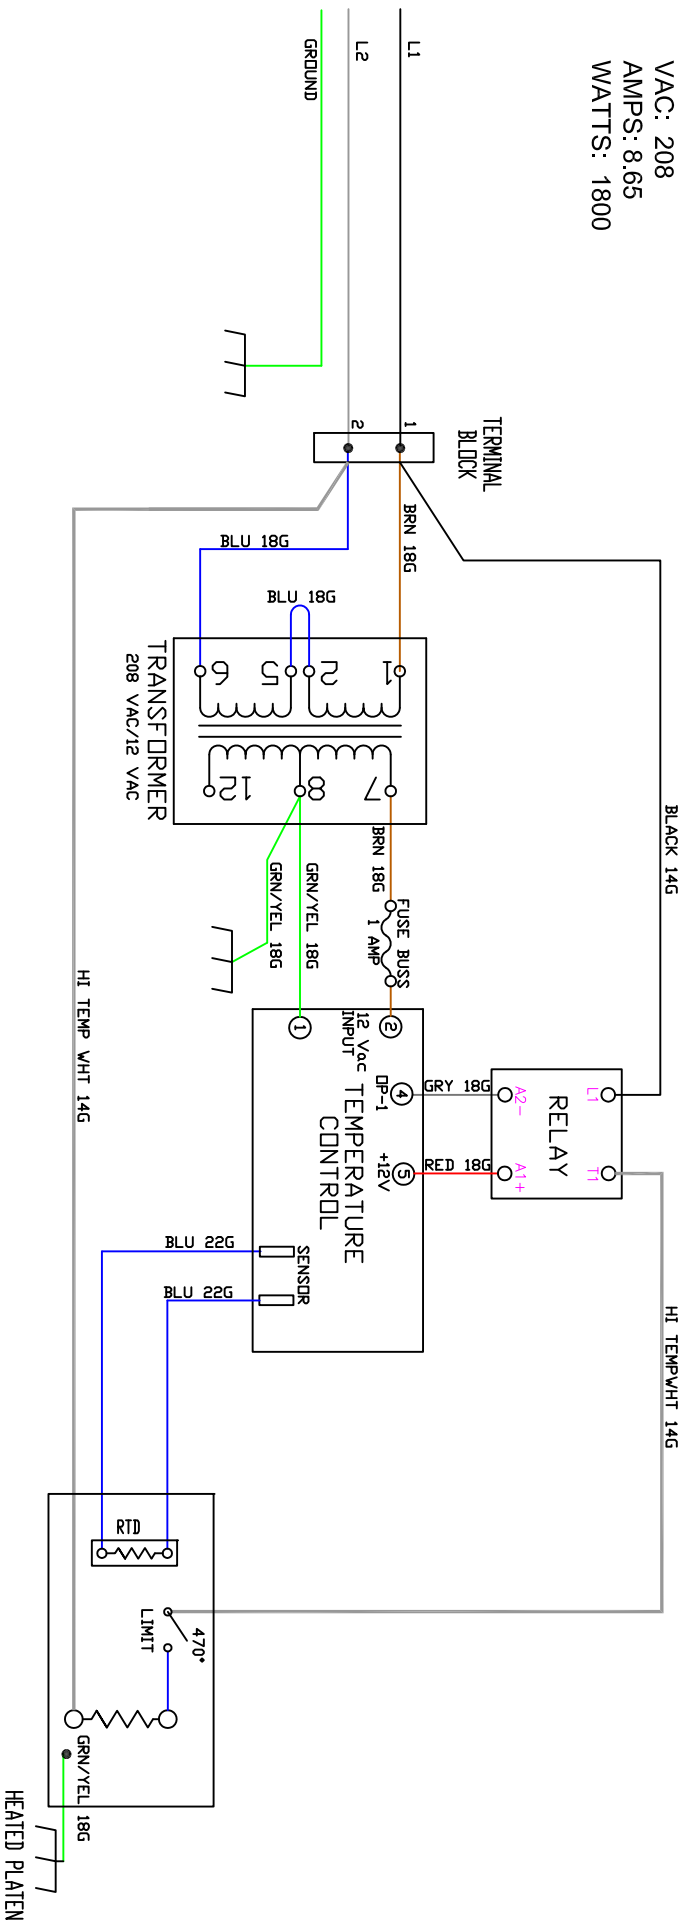 VAC: 208
AMPS: 8.65
WATTS: 1800
L1
L2
GROUND
TERMINAL
BLOCK
1
2
BRN 18G
BLU 18G
BLU 18G
BLACK 14G
1
2
5
6
7
8
12
TRANSFORMER
208 VAC/12 VAC
BRN 18G
GRN/YEL 18G
GRN/YEL 18G
FUSE BUSS
1 AMP
HI TEMP WHT 14G
2
1
12 Vac
INPUT
TEMPERATURE
CONTROL
4
OP-1
5
+12V
GRY 18G
RED 18G
RELAY
L1
T1
A2-
A1+
SENSOR
BLU 22G
BLU 22G
HI TEMPWHT 14G
RTD
470°
LIMIT
GRN/YEL 18G
HEATED PLATEN